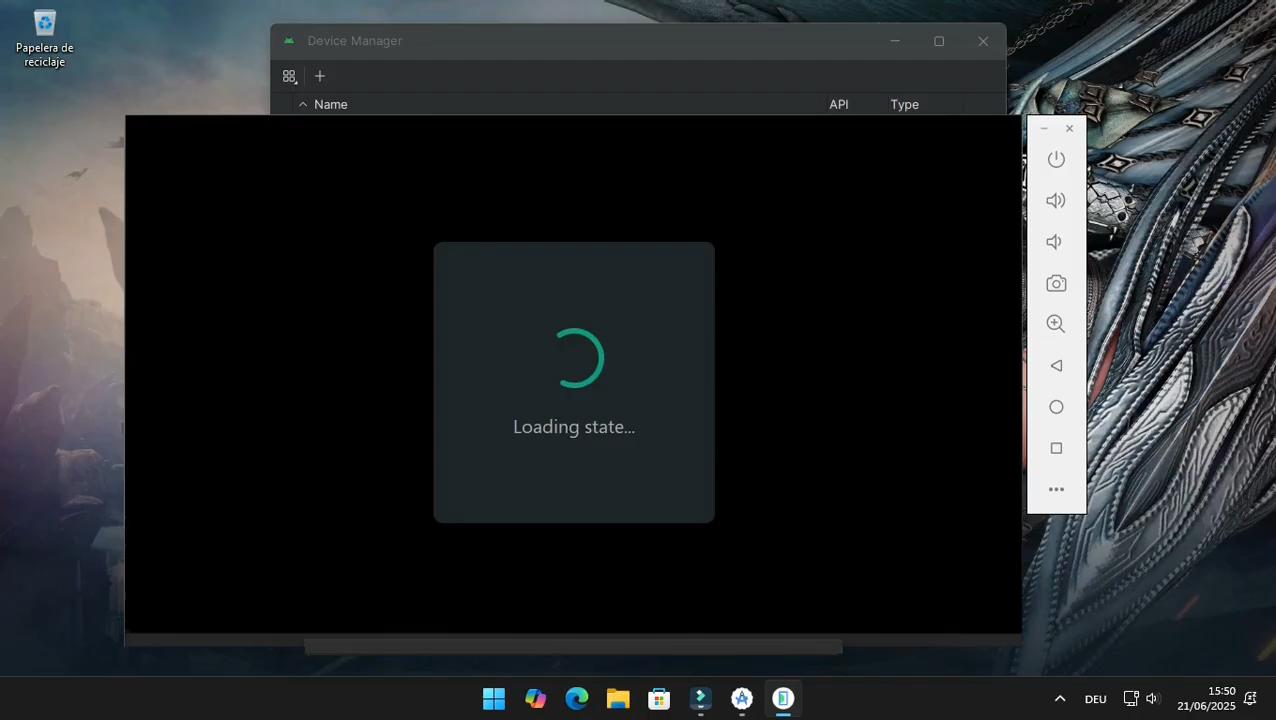 Papelera de
reciclaje
Device Manager
Name API Type
Loading state...
DEU
15:50
21/06/2025